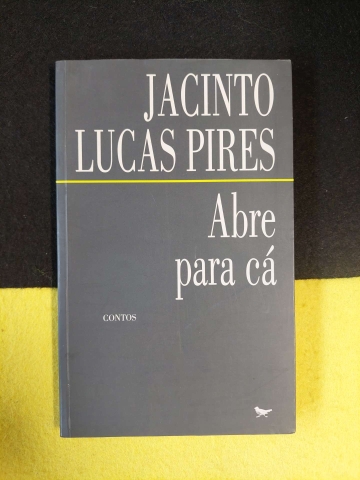 JACINTO
LUCAS PIRES
Abre
para cá
CONTOS